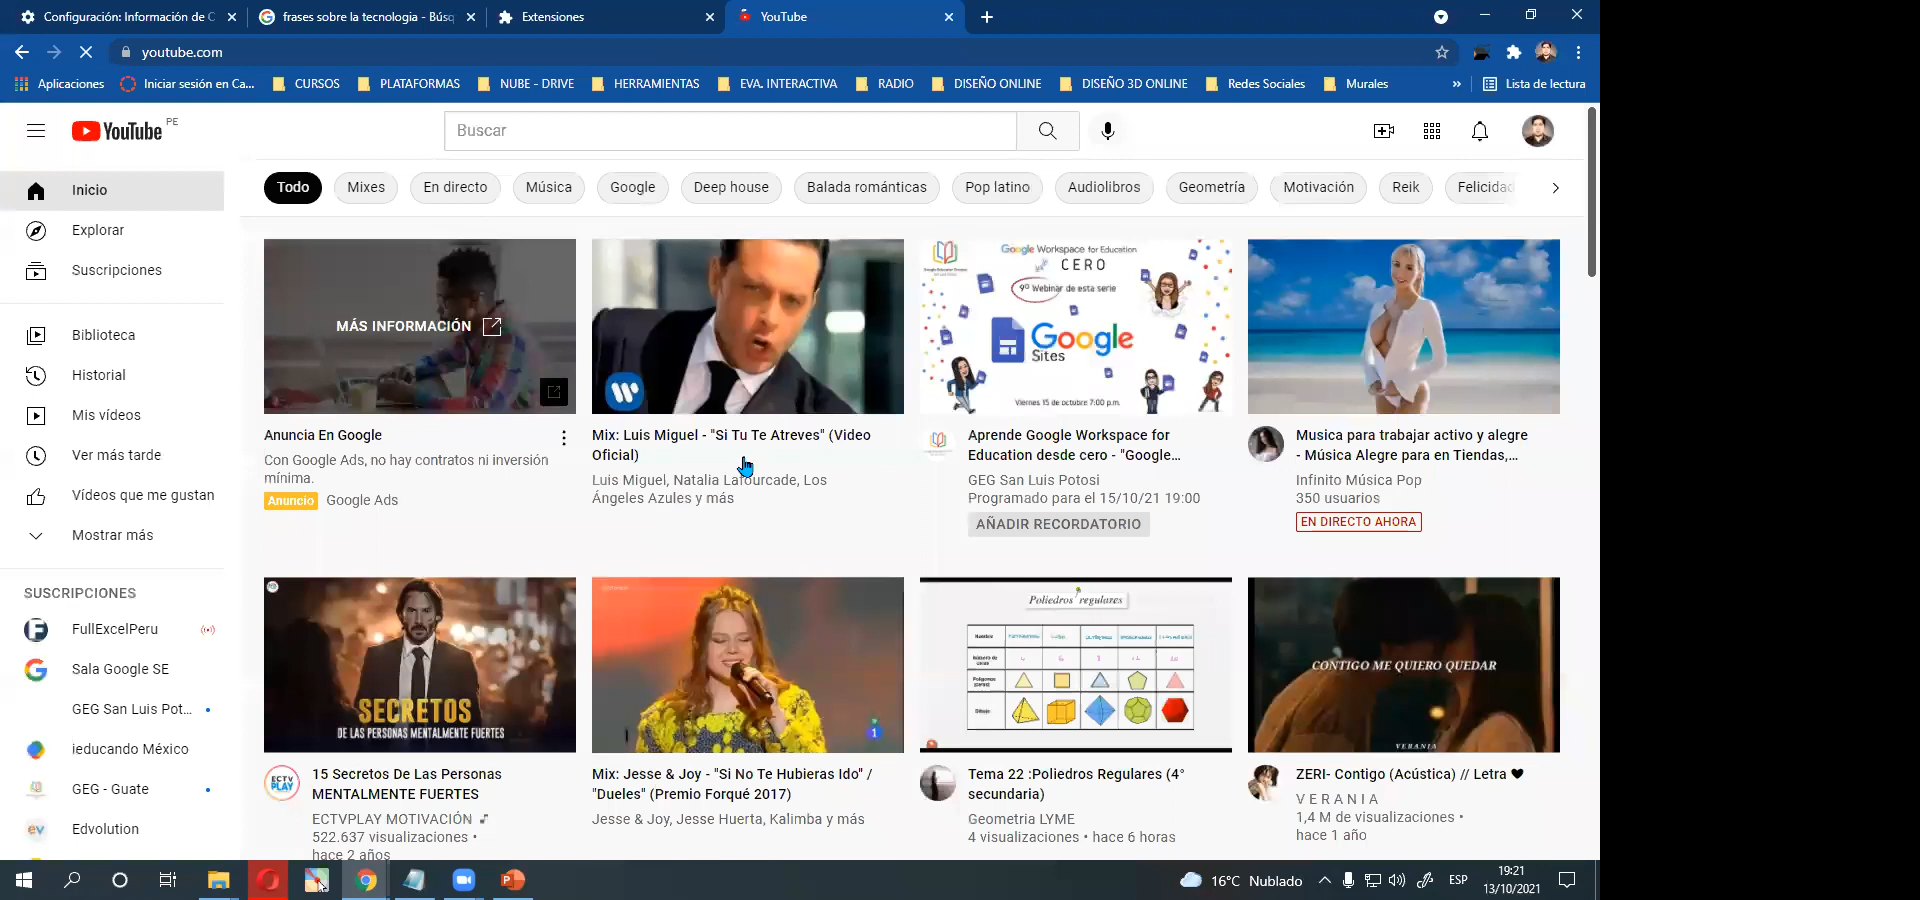 Configuración: Información de C
frases sobre la tecnologia - Búsq
Extensiones
YouTube
youtube.com
Aplicaciones
Iniciar sesión en Ca...
CURSOS
PLATAFORMAS
NUBE - DRIVE
HERRAMIENTAS
EVA. INTERACTIVA
RADIO
DISEÑO ONLINE
DISEÑO 3D ONLINE
Redes Sociales
Murales
»
Lista de lectura
YouTube PE
Buscar
Todo
Mixes
En directo
Música
Google
Deep house
Balada románticas
Pop latino
Audiolibros
Geometría
Motivación
Reik
Felicidad
Inicio
Explorar
Suscripciones
Biblioteca
Historial
Mis vídeos
Ver más tarde
Vídeos que me gustan
Mostrar más
SUSCRIPCIONES
FullExcelPeru
Sala Google SE
GEG San Luis Pot...
ieducando México
GEG - Guate
Edvolution
MÁS INFORMACIÓN
Anuncia En Google
Con Google Ads, no hay contratos ni inversión
mínima.
Anuncio Google Ads
Mix: Luis Miguel - "Si Tu Te Atreves" (Video
Oficial)
Luis Miguel, Natalia Lafourcade, Los
Ángeles Azules y más
Google Workspace for Education
CERO
9º Webinar de esta serie
Google
Sites
Viernes 15 de octubre 7:00 p.m.
Aprende Google Workspace for
Education desde cero - "Google...
GEG San Luis Potosi
Programado para el 15/10/21 19:00
AÑADIR RECORDATORIO
Musica para trabajar activo y alegre
- Música Alegre para en Tiendas,...
Infinito Música Pop
350 usuarios
EN DIRECTO AHORA
SECRETOS
DE LAS PERSONAS MENTALMENTE FUERTES
ECTV
PLAY
15 Secretos De Las Personas
MENTALMENTE FUERTES
ECTVPLAY MOTIVACIÓN
522.637 visualizaciones •
hace 2 años
1
Mix: Jesse & Joy - "Si No Te Hubieras Ido" /
"Dueles" (Premio Forqué 2017)
Jesse & Joy, Jesse Huerta, Kalimba y más
Poliedros regulares
Nombre
Dibujo
Tema 22 :Poliedros Regulares (4°
secundaria)
Geometria LYME
4 visualizaciones • hace 6 horas
CONTIGO ME QUIERO QUEDAR
VERANIA
ZERI- Contigo (Acústica) // Letra ♥
V E R A N I A
1,4 M de visualizaciones •
hace 1 año
16°C Nublado
ESP
19:21
13/10/2021